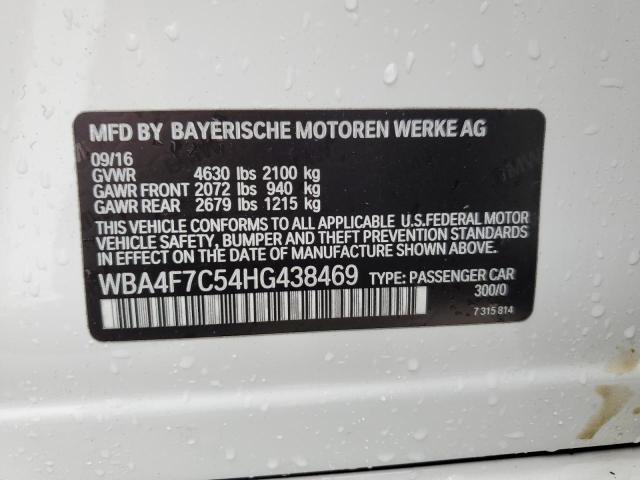 MFD BY BAYERISCHE MOTOREN WERKE AG
09/16
GVWR 4630 lbs 2100 kg
GAWR FRONT 2072 lbs 940 kg
GAWR REAR 2679 lbs 1215 kg
THIS VEHICLE CONFORMS TO ALL APPLICABLE U.S.FEDERAL MOTOR
VEHICLE SAFETY, BUMPER AND THEFT PREVENTION STANDARDS
IN EFFECT ON THE DATE OF MANUFACTURE SHOWN ABOVE.
WBA4F7C54HG438469 TYPE: PASSENGER CAR
300/0
7 315 814